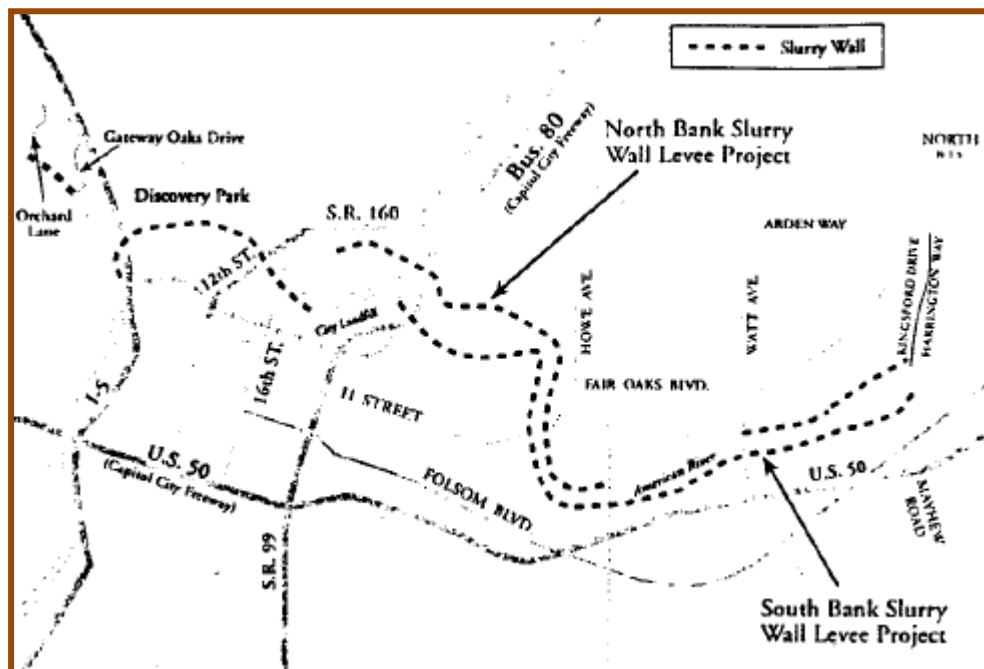 Slurry Wall
Gateway Oaks Drive
Bus. 80
(Capitol City Freeway)
North Bank Slurry
Wall Levee Project
NORTH
Discovery Park
Orchard
Lane
S.R. 160
ARDEN WAY
12th ST.
KINGSFORD DRIVE
HARRINGTON WAY
City Landfill
HOWE AVE.
WATT AVE.
I-5
16th ST.
H STREET
FAIR OAKS BLVD.
U.S. 50
(Capitol City Freeway)
FOLSOM BLVD
American River
U.S. 50
MAYHEW
ROAD
S.R. 99
South Bank Slurry
Wall Levee Project